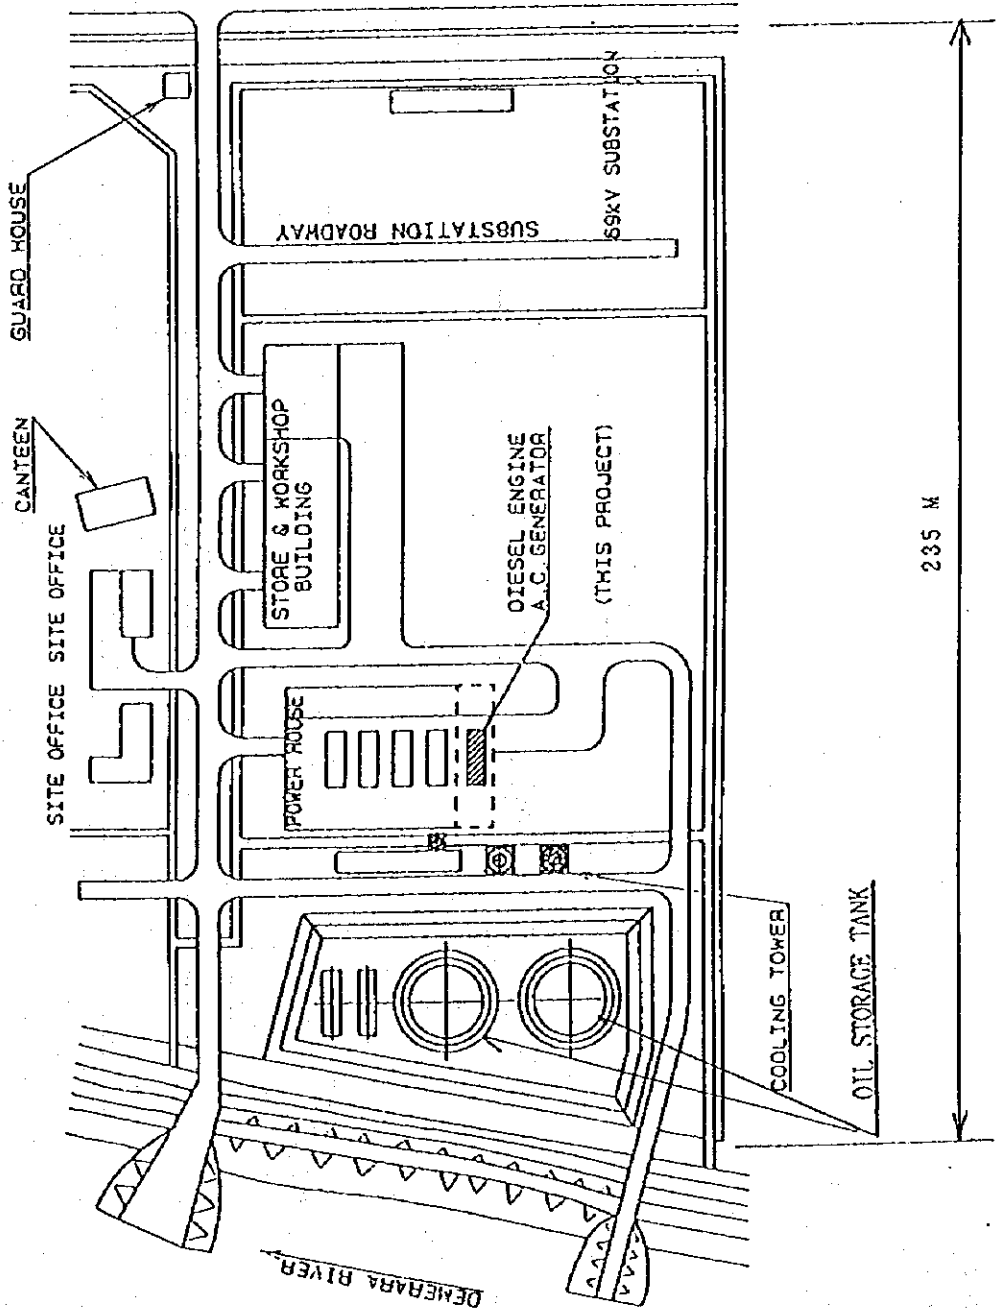 GUARD HOUSE
CANTEEN
SITE OFFICE
SITE OFFICE
69kV SUBSTATION
SUBSTATION ROADWAY
STORE & WORKSHOP
BUILDING
DIESEL ENGINE
A.C. GENERATOR
(THIS PROJECT)
POWER HOUSE
COOLING TOWER
OIL STORAGE TANK
235 M
DEMERARA RIVER